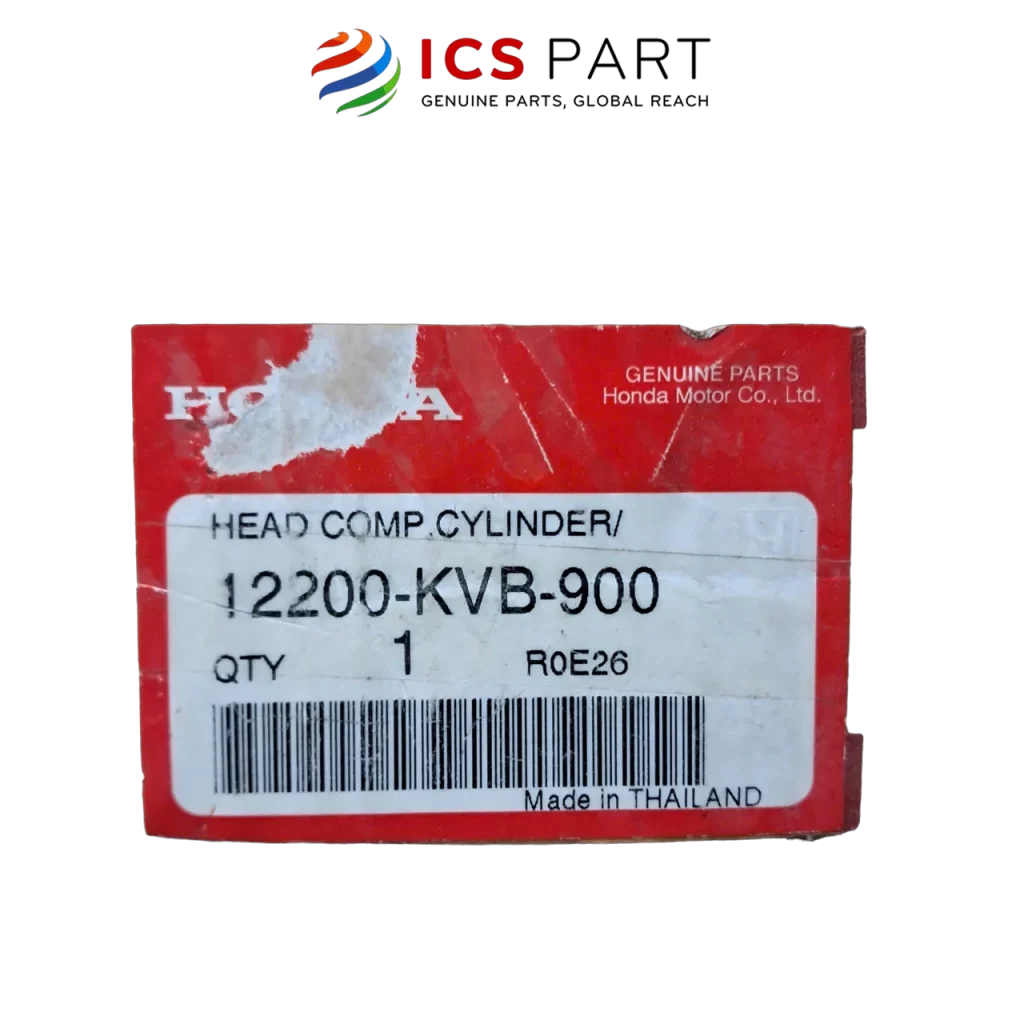 ICS PART
GENUINE PARTS, GLOBAL REACH
GENUINE PARTS
Honda Motor Co., Ltd.
HEAD COMP.CYLINDER/
12200-KVB-900
QTY 1 R0E26
Made in THAILAND